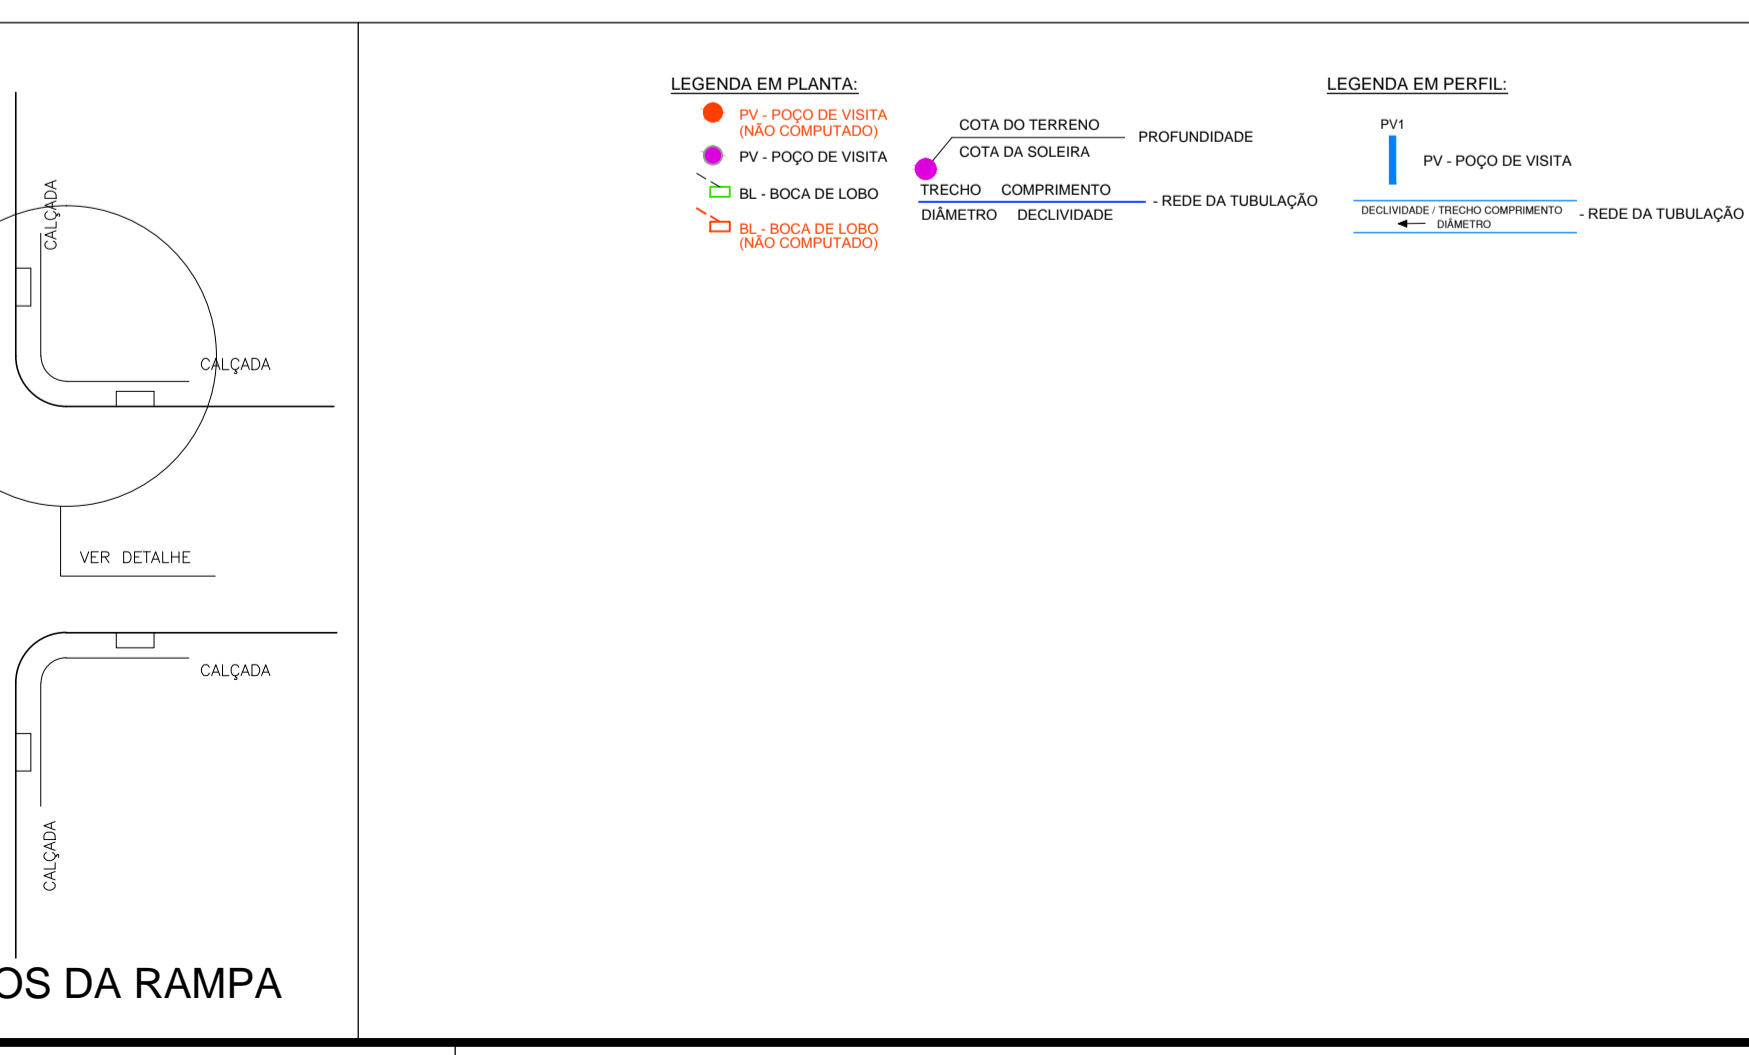 CALÇADA
CALÇADA
VER DETALHE
CALÇADA
CALÇADA
OS DA RAMPA
LEGENDA EM PLANTA:
PV - POÇO DE VISITA
(NÃO COMPUTADO)
PV - POÇO DE VISITA
BL - BOCA DE LOBO
BL - BOCA DE LOBO
(NÃO COMPUTADO)
COTA DO TERRENO
PROFUNDIDADE
COTA DA SOLEIRA
TRECHO COMPRIMENTO
- REDE DA TUBULAÇÃO
DIÂMETRO DECLIVIDADE
LEGENDA EM PERFIL:
PV1
PV - POÇO DE VISITA
DECLIVIDADE / TRECHO COMPRIMENTO
- REDE DA TUBULAÇÃO
DIÂMETRO